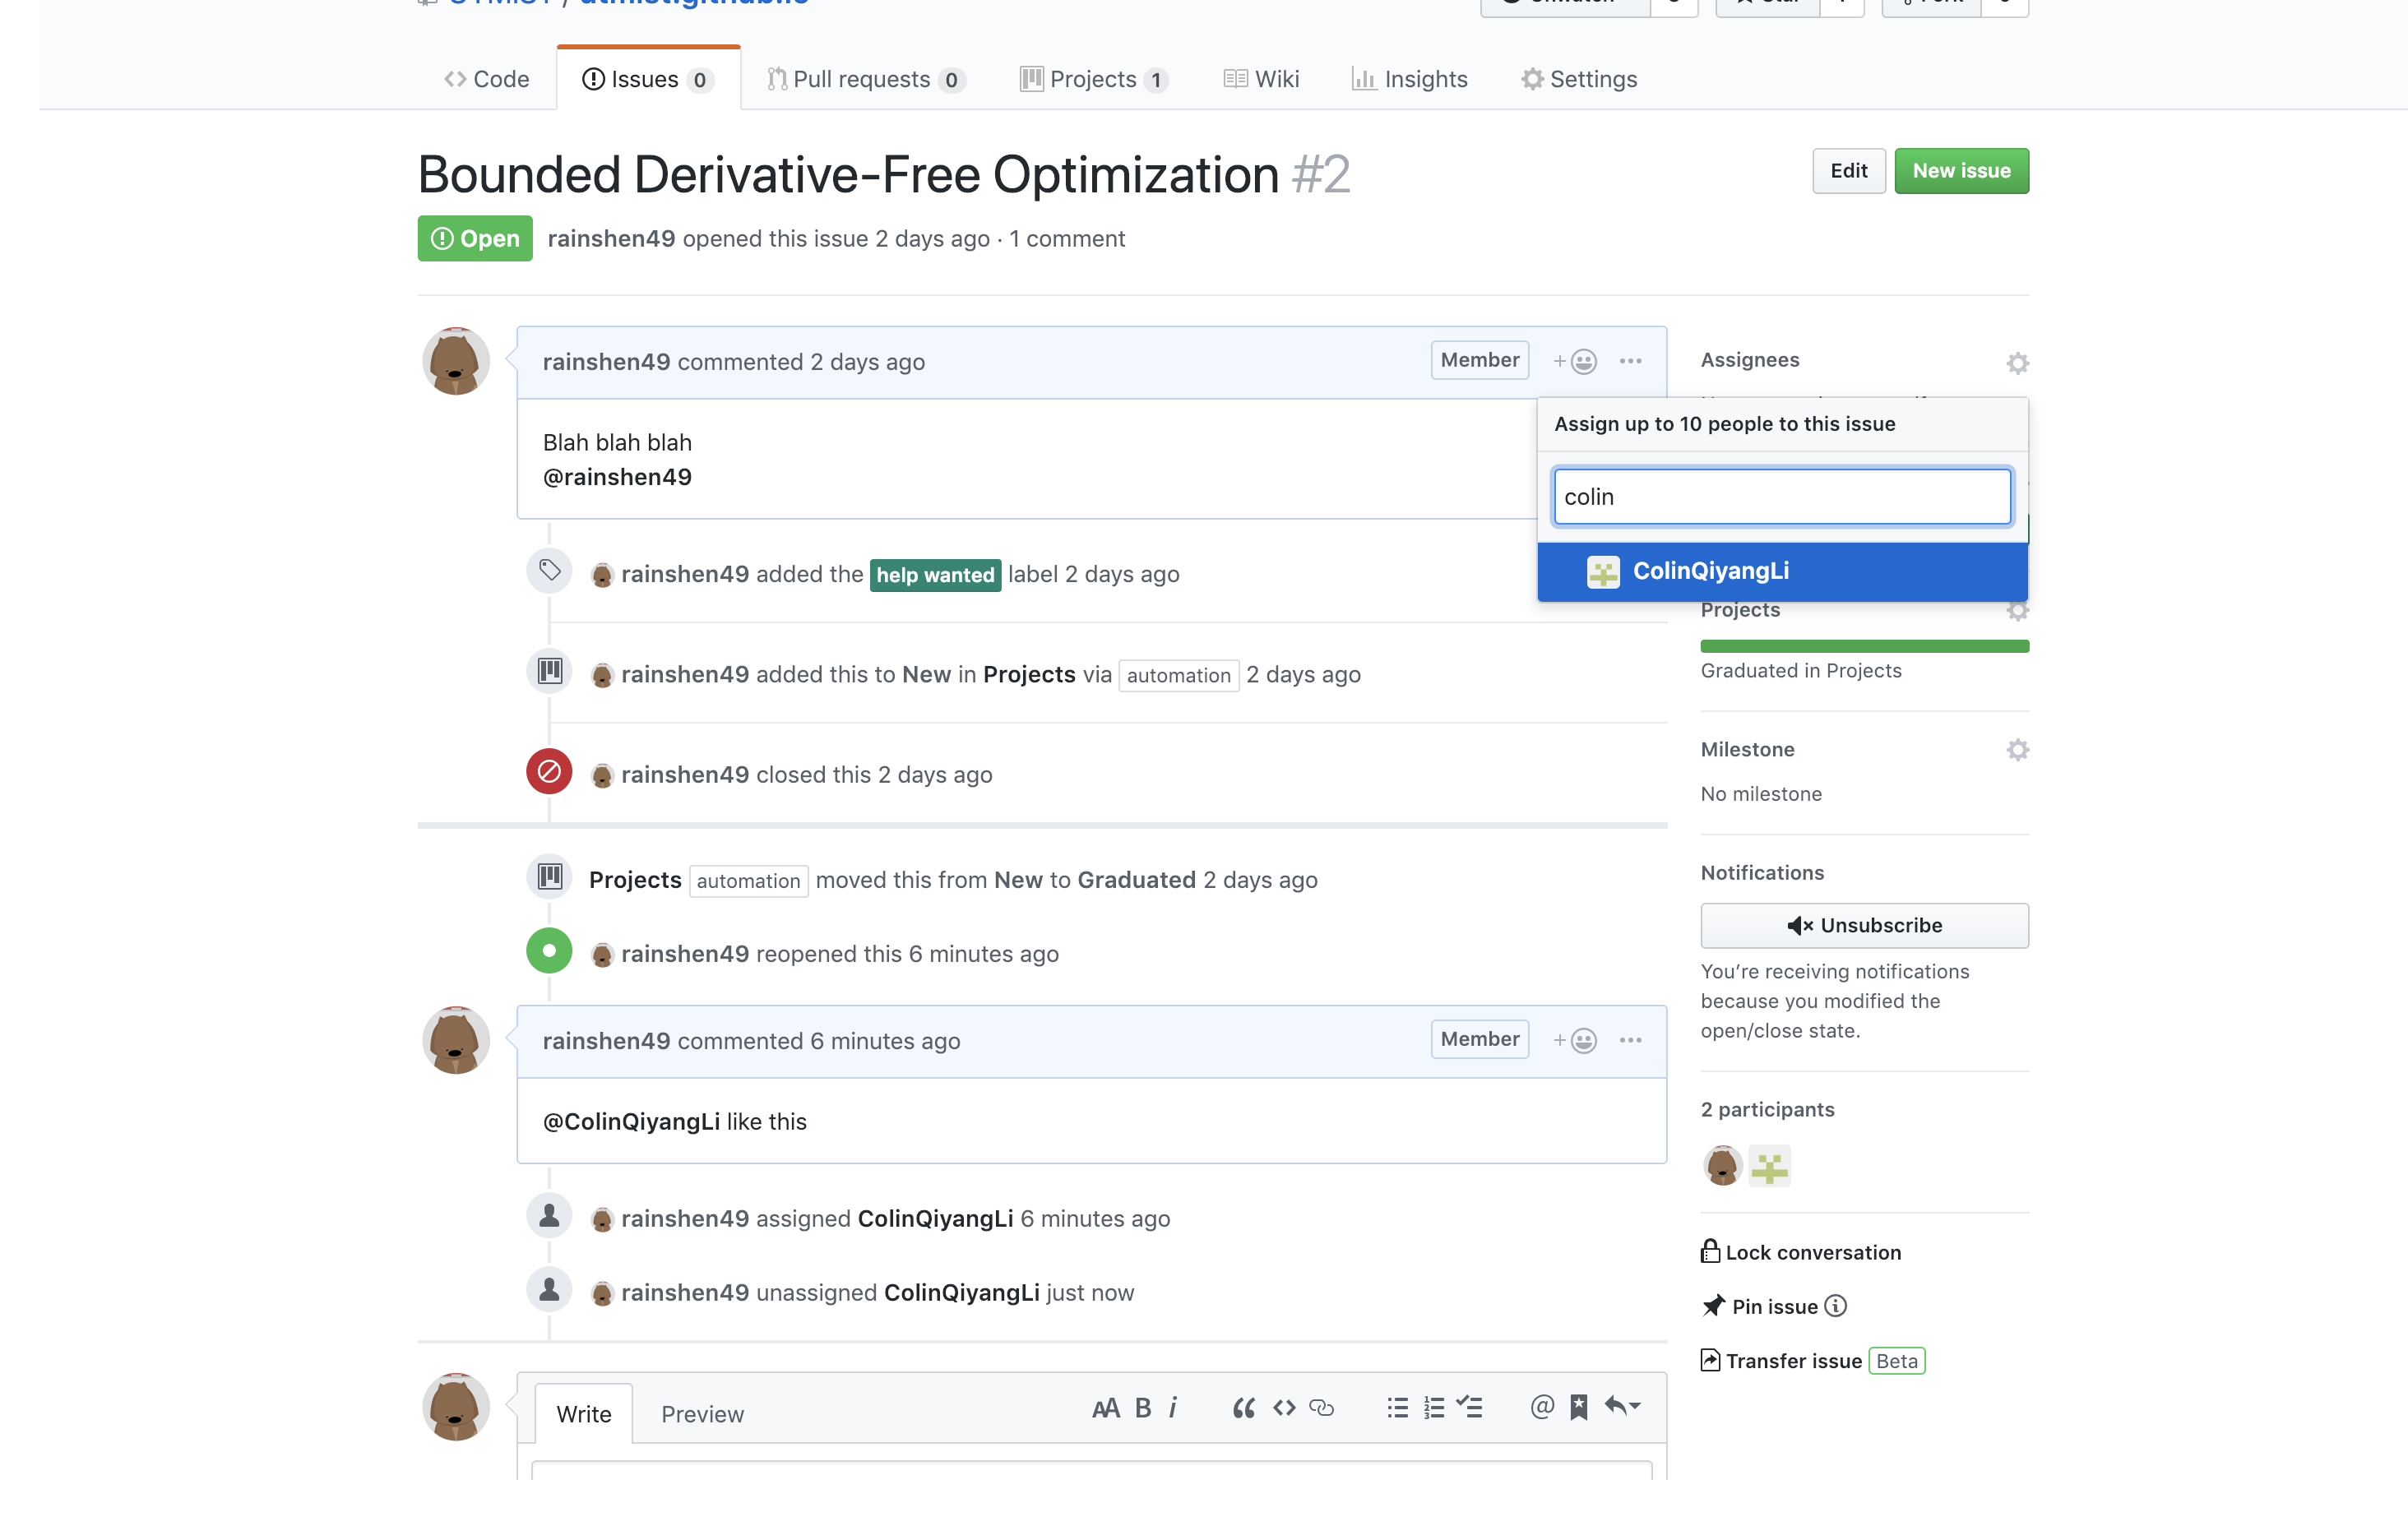 Code
Issues 0
Pull requests 0
Projects 1
Wiki
Insights
Settings
Bounded Derivative-Free Optimization #2
Edit
New issue
Open
rainshen49 opened this issue 2 days ago · 1 comment
rainshen49 commented 2 days ago
Member
Blah blah blah
@rainshen49
Assignees
Assign up to 10 people to this issue
colin
ColinQiyangLi
rainshen49 added the help wanted label 2 days ago
rainshen49 added this to New in Projects via automation 2 days ago
rainshen49 closed this 2 days ago
Projects automation moved this from New to Graduated 2 days ago
rainshen49 reopened this 6 minutes ago
rainshen49 commented 6 minutes ago
Member
@ColinQiyangLi like this
rainshen49 assigned ColinQiyangLi 6 minutes ago
rainshen49 unassigned ColinQiyangLi just now
Write
Preview
Projects
Graduated in Projects
Milestone
No milestone
Notifications
Unsubscribe
You’re receiving notifications
because you modified the
open/close state.
2 participants
Lock conversation
Pin issue
Transfer issue Beta